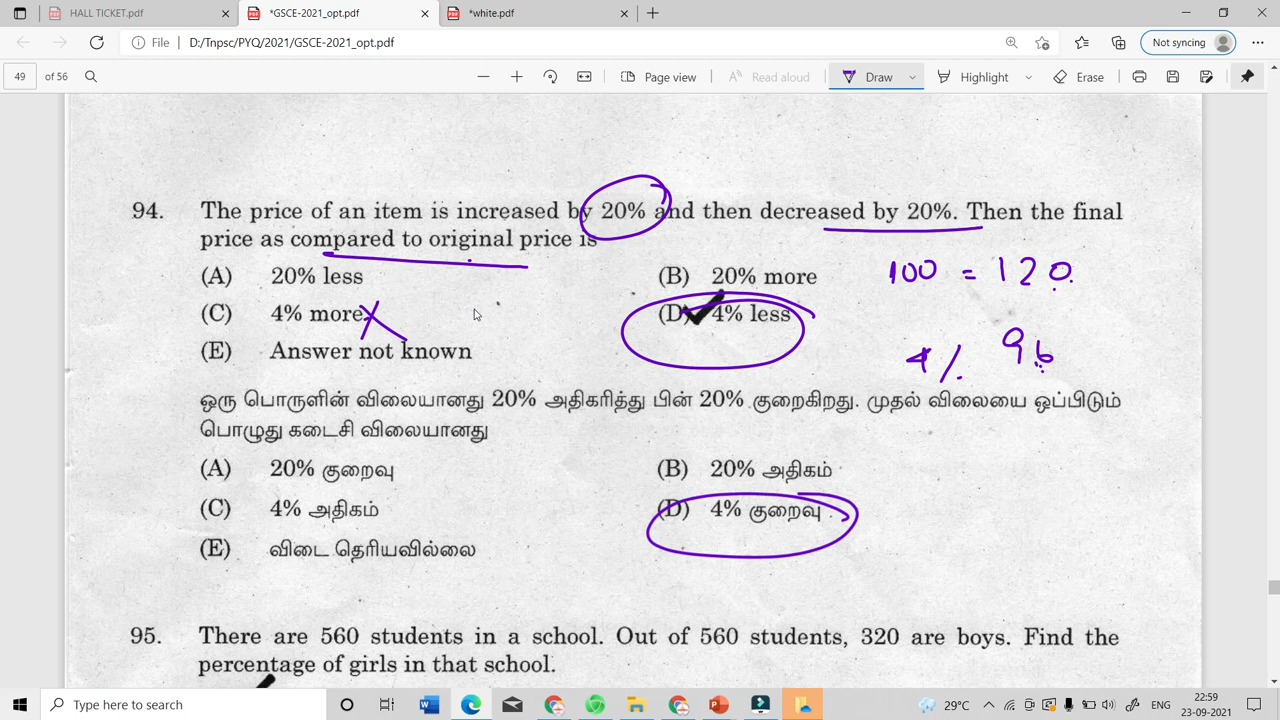 HALL TICKET.pdf
*GSCE-2021_opt.pdf
*white.pdf
File D:/Tnpsc/PYQ/2021/GSCE-2021_opt.pdf
Not syncing
49 of 56
Page view
Read aloud
Draw
Highlight
Erase
94. The price of an item is increased by 20% and then decreased by 20%. Then the final
price as compared to original price is
(A) 20% less (B) 20% more
100 = 120
(C) 4% more (D) 4% less
(E) Answer not known
4% 96
ஒரு பொருளின் விலையானது 20% அதிகரித்து பின் 20% குறைகிறது. முதல் விலையை ஒப்பிடும்
பொழுது கடைசி விலையானது
(A) 20% குறைவு (B) 20% அதிகம்
(C) 4% அதிகம் (D) 4% குறைவு
(E) விடை தெரியவில்லை
95. There are 560 students in a school. Out of 560 students, 320 are boys. Find the
percentage of girls in that school.
Type here to search
29°C
ENG
22:59
23-09-2021